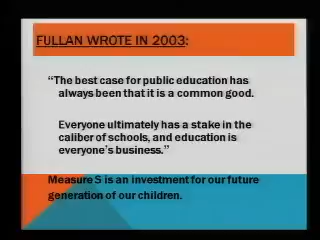 FULLAN WROTE IN 2003:
“The best case for public education has
always been that it is a common good.
Everyone ultimately has a stake in the
caliber of schools, and education is
everyone’s business.”
Measure S is an investment for our future
generation of our children.